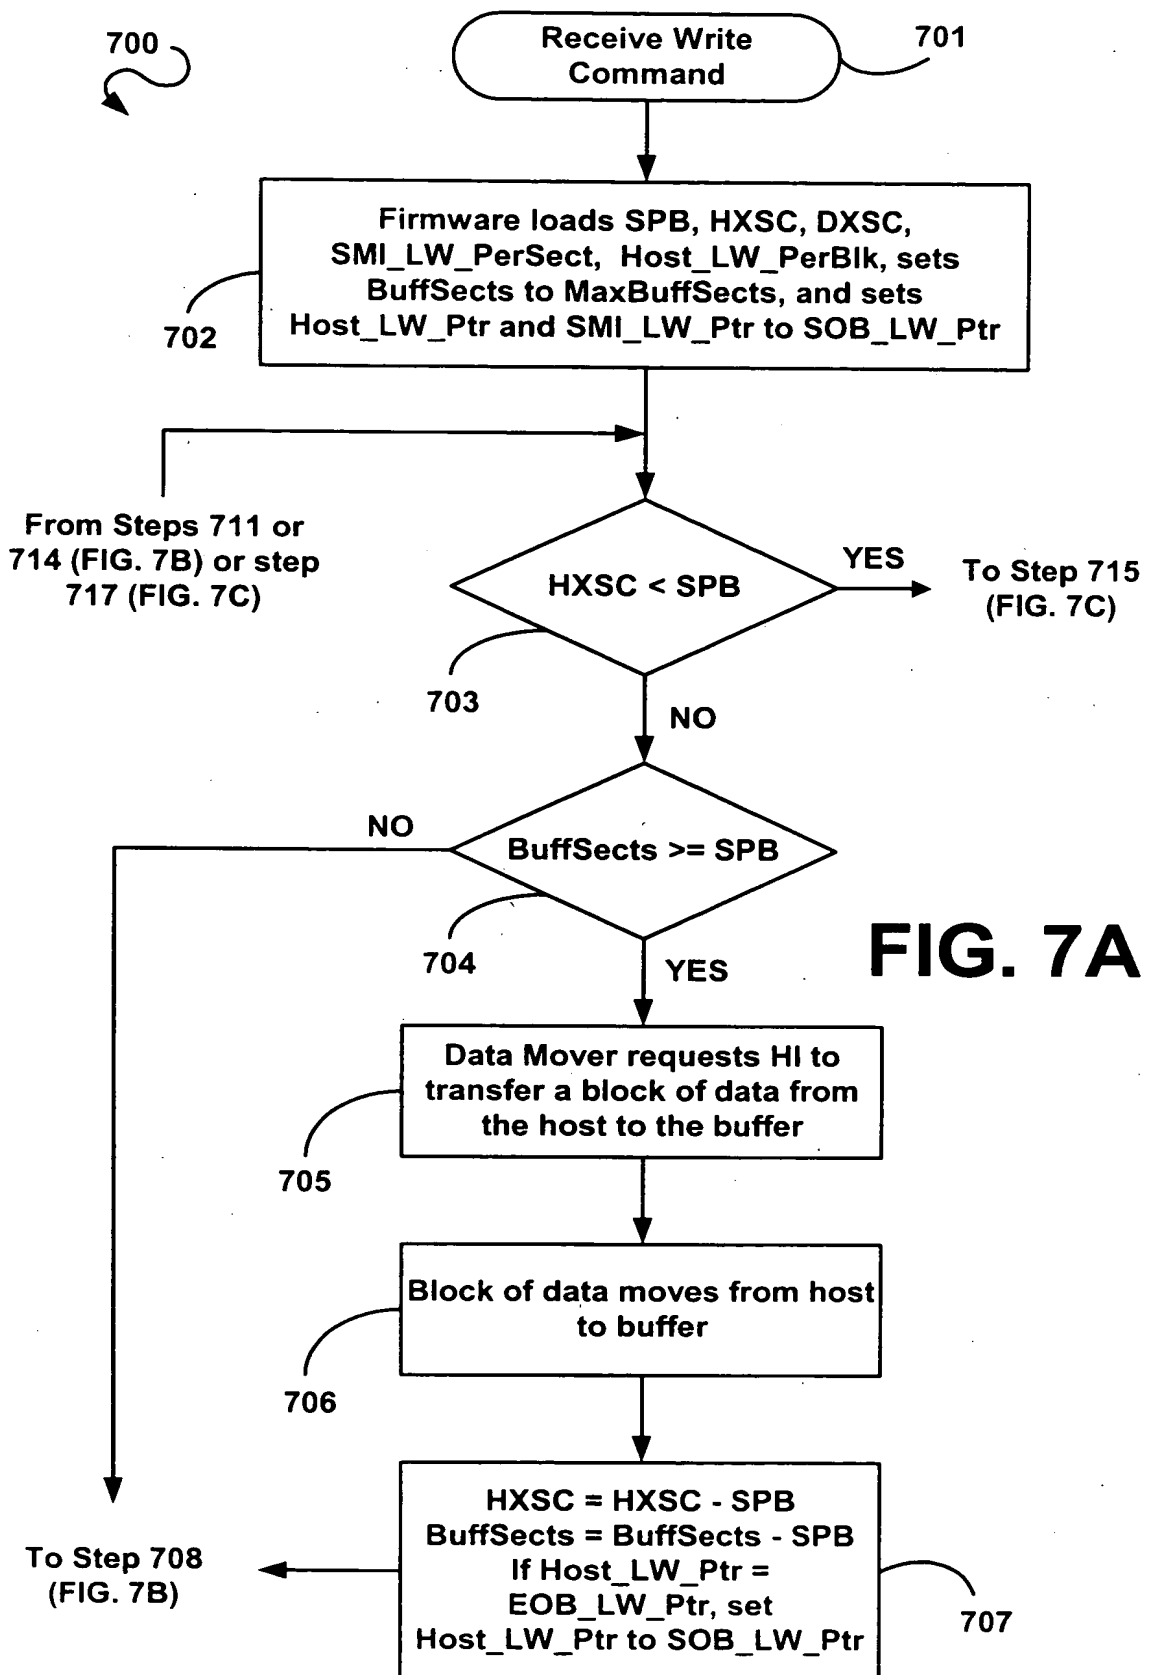 700
Receive Write
Command
701
Firmware loads SPB, HXSC, DXSC,
SMI_LW_PerSect, Host_LW_PerBlk, sets
BuffSects to MaxBuffSects, and sets
Host_LW_Ptr and SMI_LW_Ptr to SOB_LW_Ptr
702
From Steps 711 or
714 (FIG. 7B) or step
717 (FIG. 7C)
HXSC < SPB
YES
To Step 715
(FIG. 7C)
703
NO
NO
BuffSects >= SPB
704
YES
FIG. 7A
Data Mover requests HI to
transfer a block of data from
the host to the buffer
705
Block of data moves from host
to buffer
706
HXSC = HXSC - SPB
BuffSects = BuffSects - SPB
If Host_LW_Ptr =
EOB_LW_Ptr, set
Host_LW_Ptr to SOB_LW_Ptr
To Step 708
(FIG. 7B)
707